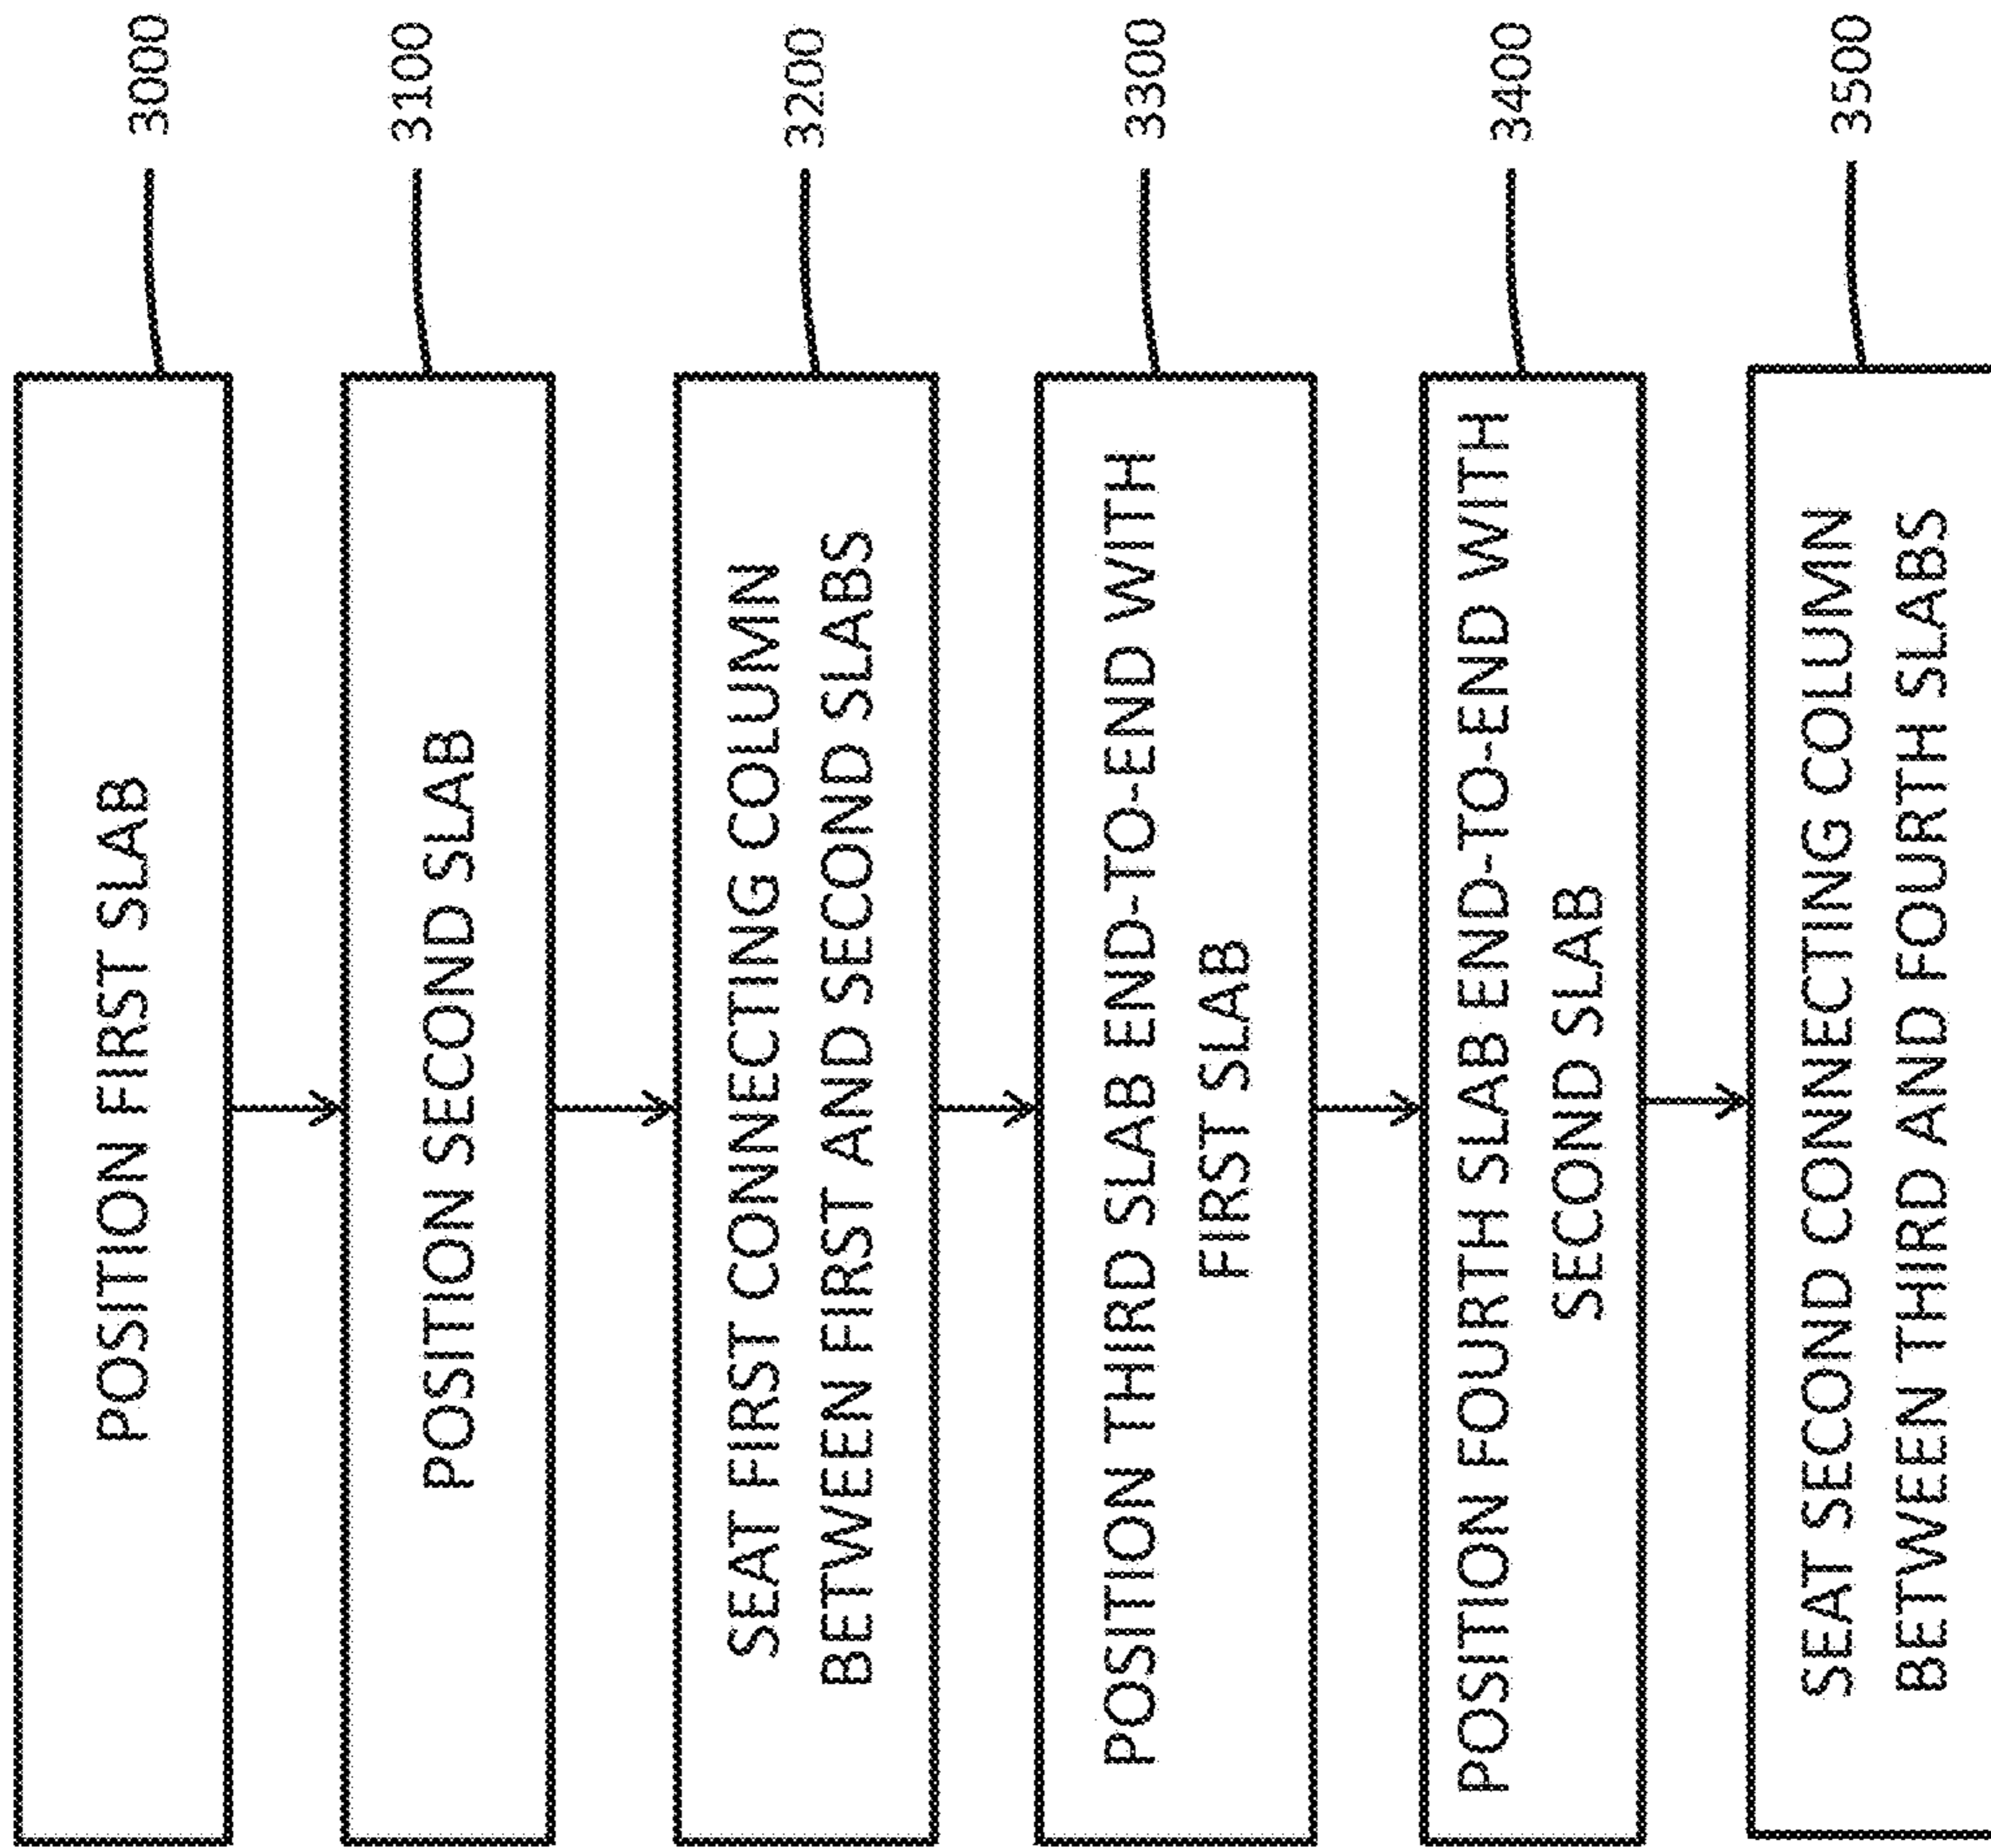 POSITION FIRST SLAB
3000
POSITION SECOND SLAB
3100
SEAT FIRST CONNECTING COLUMN
BETWEEN FIRST AND SECOND SLABS
3200
POSITION THIRD SLAB END-TO-END WITH
FIRST SLAB
3300
POSITION FOURTH SLAB END-TO-END WITH
SECOND SLAB
3400
SEAT SECOND CONNECTING COLUMN
BETWEEN THIRD AND FOURTH SLABS
3500